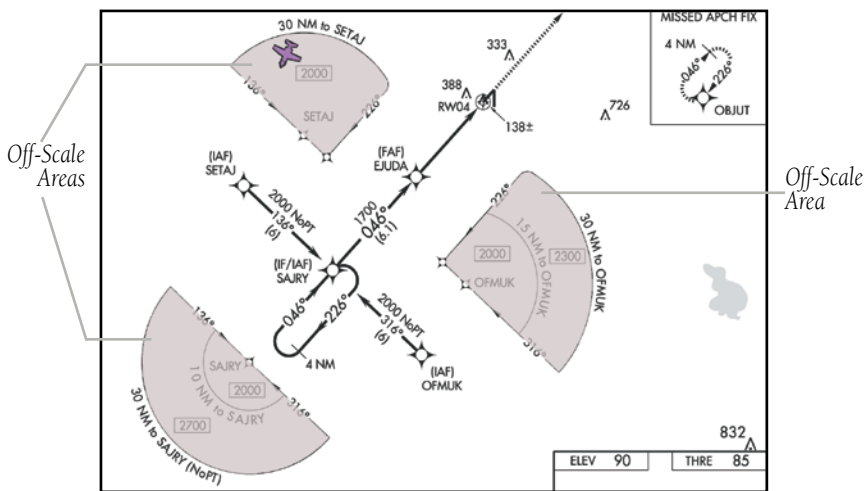 30 NM to SETAJ
2000
136°
226°
SETAJ
333
388
RW04
138±
726
MISSED APCH FIX
4 NM
046°
226°
OBJUT
Off-Scale
Areas
Off-Scale
Area
(IAF)
SETAJ
2000 NoPT
136°
(6)
(FAF)
EJUDA
1700
046°
(6.1)
(IF/IAF)
SAJRY
046°
226°
4 NM
2000 NoPT
316°
(6)
(IAF)
OFMUK
226°
2000
2300
15 NM to OFMUK
30 NM to OFMUK
OFMUK
316°
136°
SAJRY
2000
10 NM to SAJRY
316°
2700
30 NM to SAJRY (NoPT)
832
ELEV 90
THRE 85